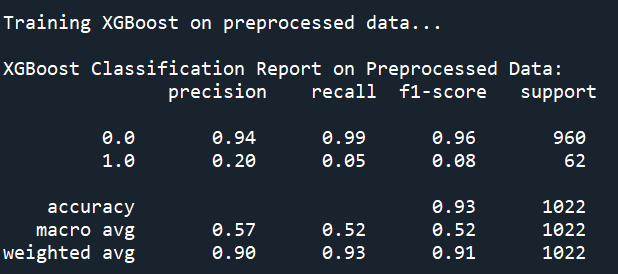 Training XGBoost on preprocessed data...
XGBoost Classification Report on Preprocessed Data:
precision recall f1-score support
0.0 0.94 0.99 0.96 960
1.0 0.20 0.05 0.08 62
accuracy 0.93 1022
macro avg 0.57 0.52 0.52 1022
weighted avg 0.90 0.93 0.91 1022